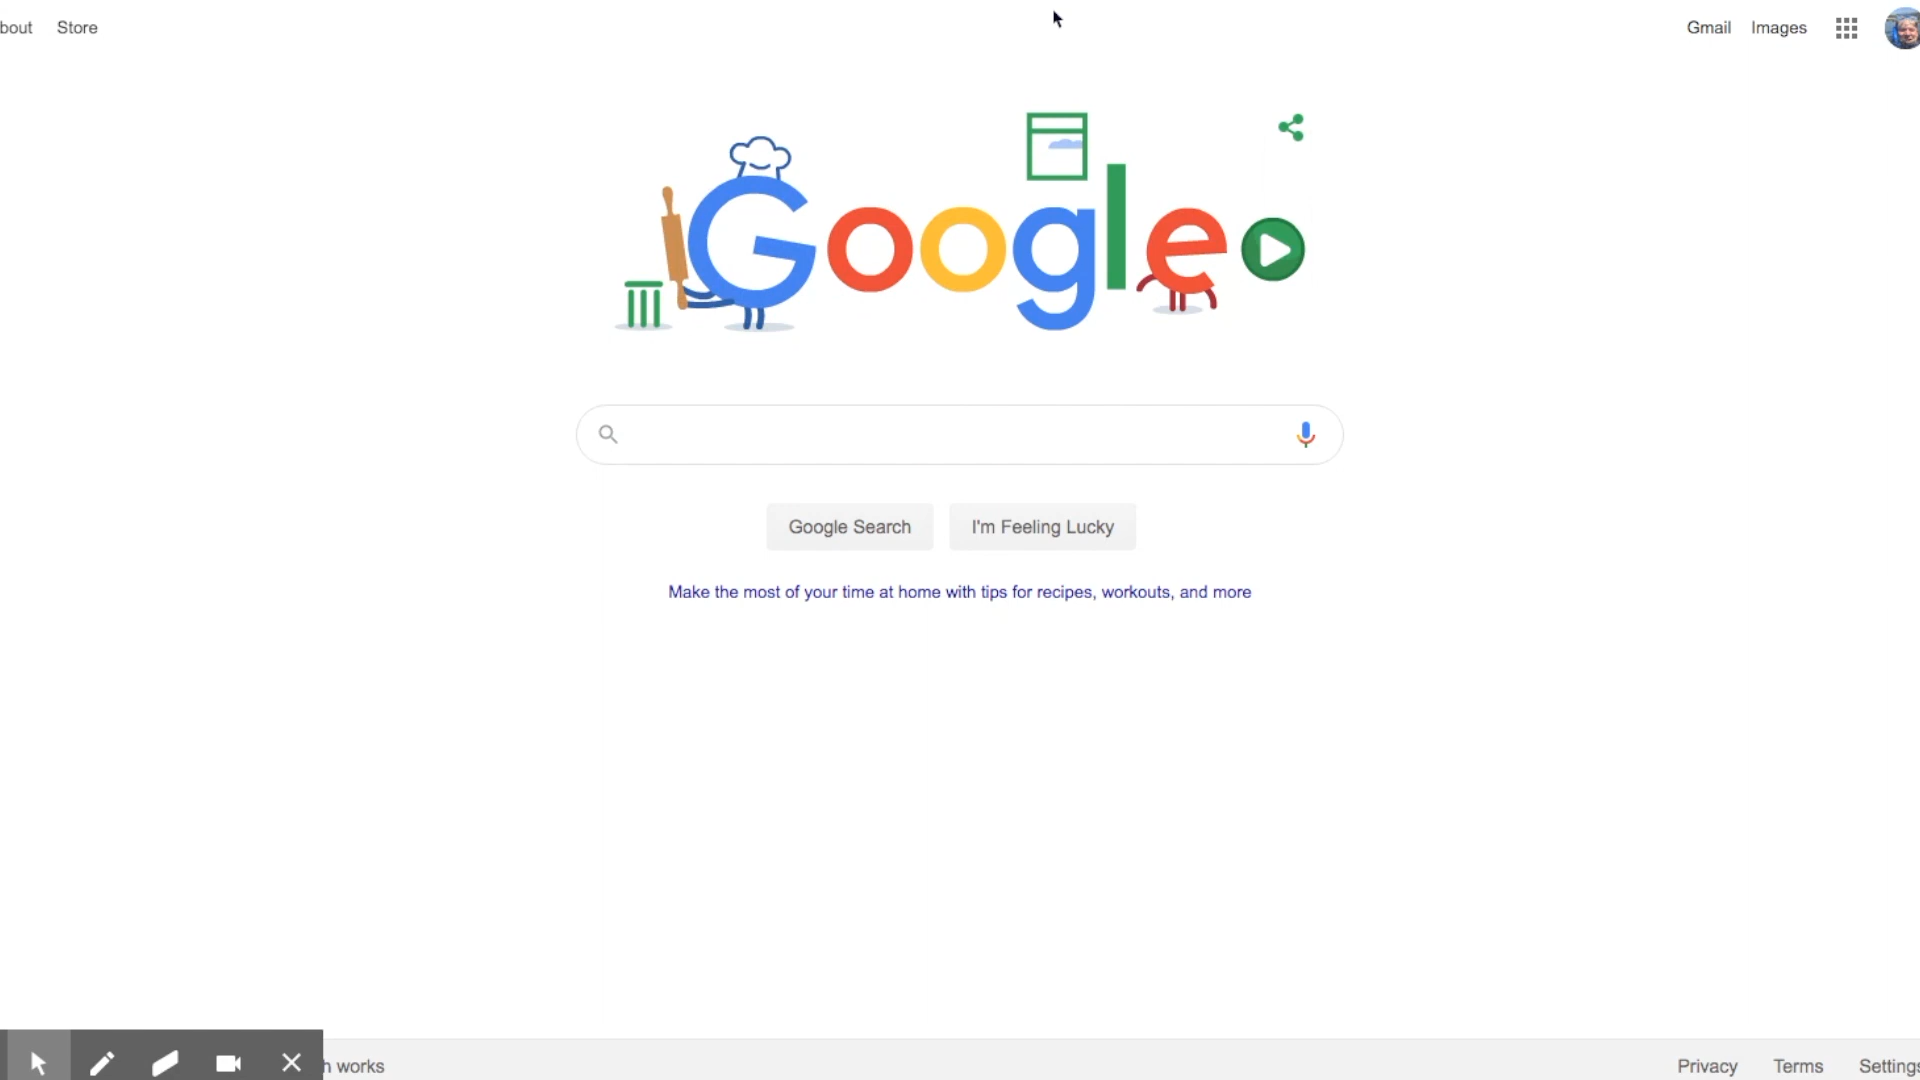 bout Store Gmail Images
Google
Google Search I'm Feeling Lucky
Make the most of your time at home with tips for recipes, workouts, and more
h works Privacy Terms Settings